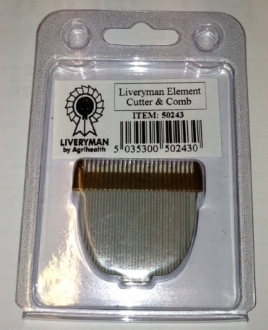 Liveryman Element
Cutter & Comb
ITEM: 50243
LIVERYMAN
by Agrihealth
5 035300 502430